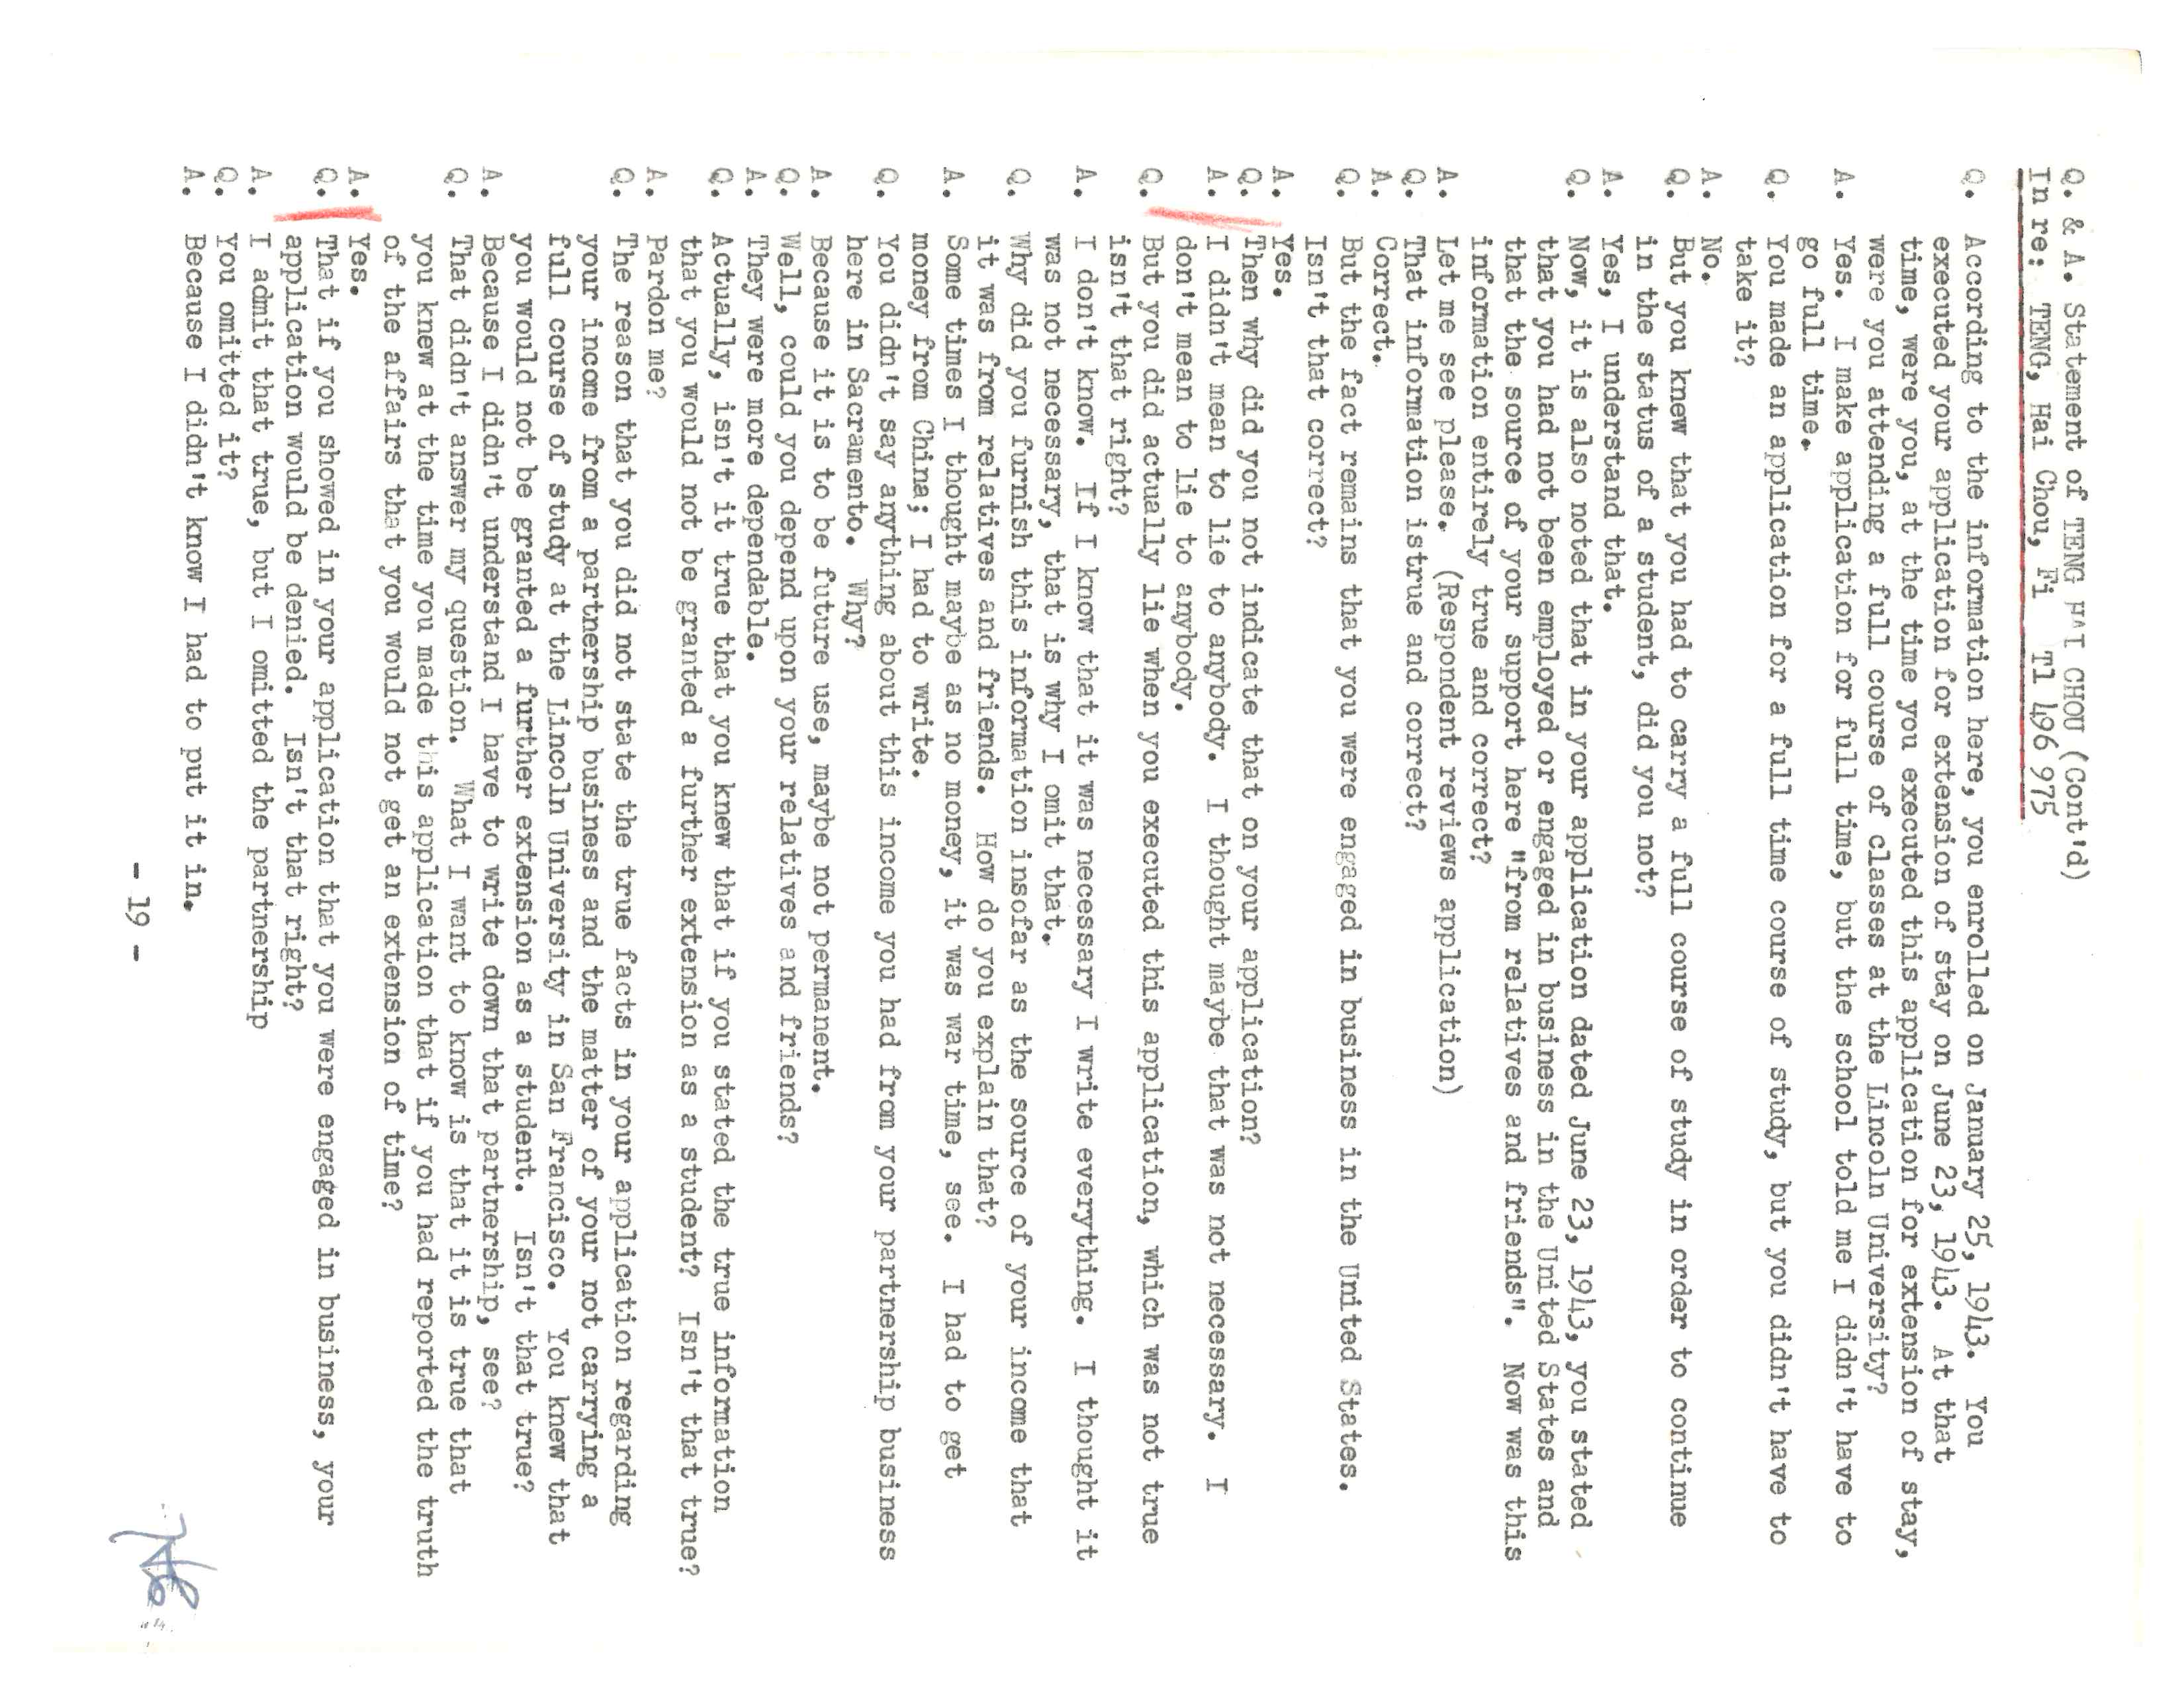 Q. & A. Statement of TENG HAI CHOU (Cont'd)
In re: TENG, Hai Chou, Fi T1 496 975
Q. According to the information here, you enrolled on January 25, 1943. You
executed your application for extension of stay on June 23, 1943. At that
time, were you, at the time you executed this application for extension of stay,
were you attending a full course of classes at the Lincoln University?
A. Yes. I make application for full time, but the school told me I didn't have to
go full time.
Q. You made an application for a full time course of study, but you didn't have to
take it?
A. No.
Q. But you knew that you had to carry a full course of study in order to continue
in the status of a student, did you not?
A. Yes, I understand that.
Q. Now, it is also noted that in your application dated June 23, 1943, you stated
that you had not been employed or engaged in business in the United States and
that the source of your support here "from relatives and friends". Now was this
information entirely true and correct?
A. Let me see please. (Respondent reviews application)
Q. That information istrue and correct?
A. Correct.
Q. But the fact remains that you were engaged in business in the United States.
Isn't that correct?
A. Yes.
Q. Then why did you not indicate that on your application?
A. I didn't mean to lie to anybody. I thought maybe that was not necessary. I
don't mean to lie to anybody.
Q. But you did actually lie when you executed this application, which was not true
isn't that right?
A. I don't know. If I know that it was necessary I write everything. I thought it
was not necessary, that is why I omit that.
Q. Why did you furnish this information insofar as the source of your income that
it was from relatives and friends. How do you explain that?
A. Some times I thought maybe as no money, it was war time, see. I had to get
money from China; I had to write.
Q. You didn't say anything about this income you had from your partnership business
here in Sacramento. Why?
A. Because it is to be future use, maybe not permanent.
Q. Well, could you depend upon your relatives and friends?
A. They were more dependable.
Q. Actually, isn't it true that you knew that if you stated the true information
that you would not be granted a further extension as a student? Isn't that true?
A. Pardon me?
Q. The reason that you did not state the true facts in your application regarding
your income from a partnership business and the matter of your not carrying a
full course of study at the Lincoln University in San Francisco. You knew that
you would not be granted a further extension as a student. Isn't that true?
A. Because I didn't understand I have to write down that partnership, see?
Q. That didn't answer my question. What I want to know is that it is true that
you knew at the time you made this application that if you had reported the truth
of the affairs that you would not get an extension of time?
A. Yes.
Q. That if you showed in your application that you were engaged in business, your
application would be denied. Isn't that right?
A. I admit that true, but I omitted the partnership
Q. You omitted it?
A. Because I didn't know I had to put it in.
- 19 -